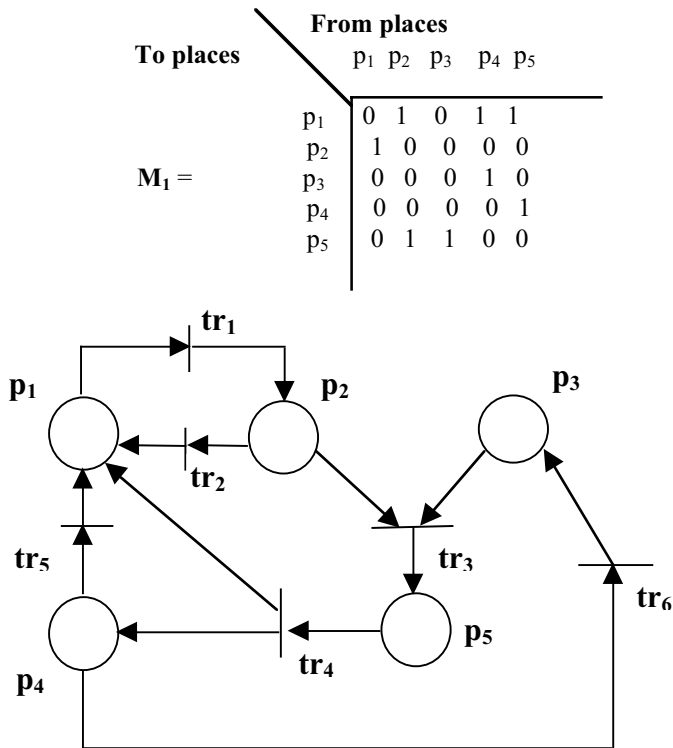 From places
To places
p₁ p₂ p₃ p₄ p₅
p₁ 0 1 0 1 1
p₂ 1 0 0 0 0
M₁ = p₃ 0 0 0 1 0
p₄ 0 0 0 0 1
p₅ 0 1 1 0 0
tr₁
p₁ p₂ p₃
tr₂
tr₅ tr₃
tr₆
p₅
tr₄
p₄